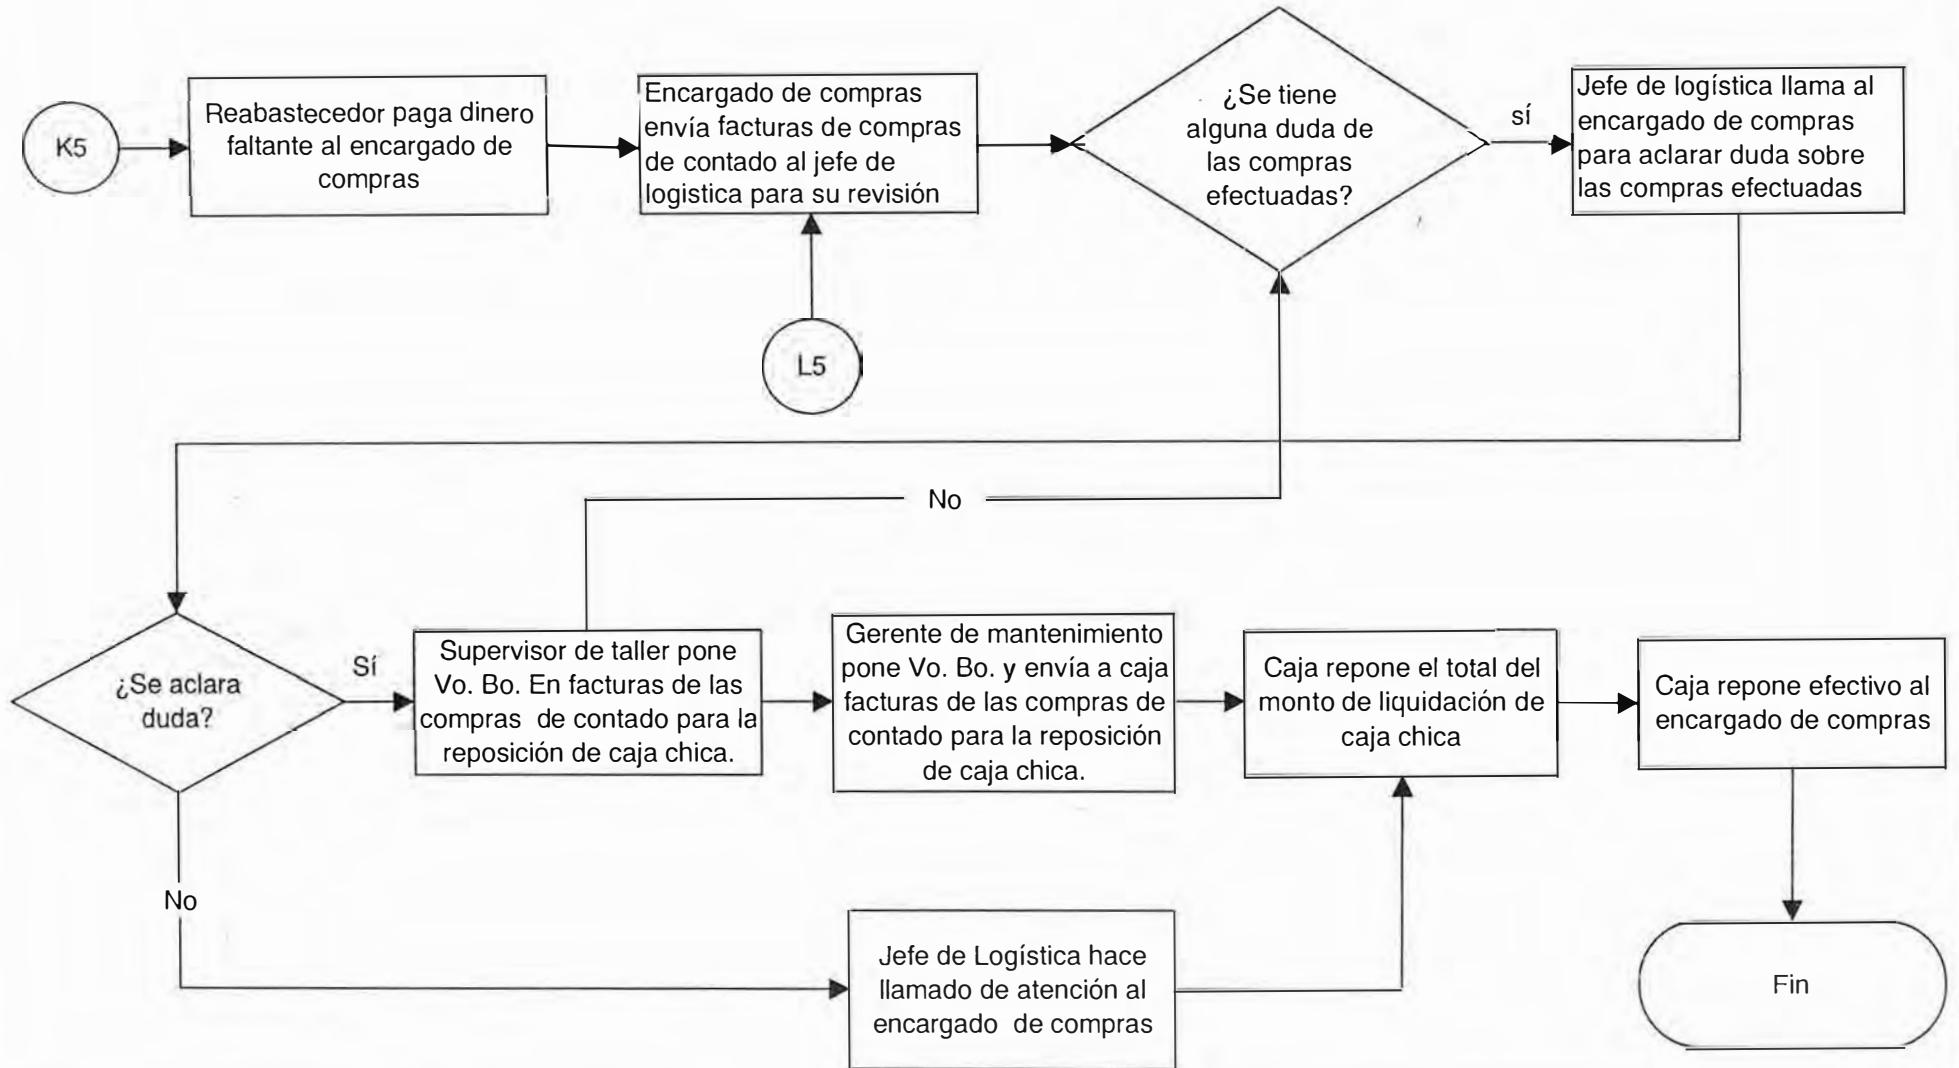 K5
Reabastecedor paga dinero
faltante al encargado de
compras
Encargado de compras
envía facturas de compras
de contado al jefe de
logistica para su revisión
¿Se tiene
alguna duda de
las compras
efectuadas?
sí
Jefe de logística llama al
encargado de compras
para aclarar duda sobre
las compras efectuadas
L5
No
¿Se aclara
duda?
Sí
Supervisor de taller pone
Vo. Bo. En facturas de las
compras de contado para la
reposición de caja chica.
Gerente de mantenimiento
pone Vo. Bo. y envía a caja
facturas de las compras de
contado para la reposición
de caja chica.
Caja repone el total del
monto de liquidación de
caja chica
Caja repone efectivo al
encargado de compras
No
Jefe de Logística hace
llamado de atención al
encargado de compras
Fin